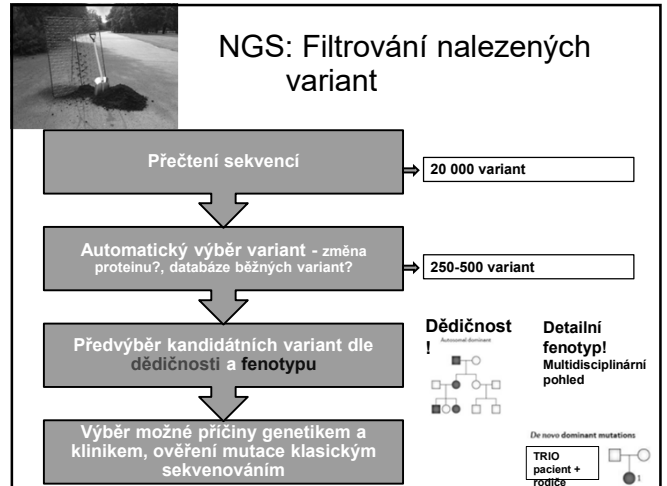 NGS: Filtrování nalezených
variant
Přečtení sekvencí
20 000 variant
Automatický výběr variant - změna
proteinu?, databáze běžných variant?
250-500 variant
Předvýběr kandidátních variant dle
dědičnosti a fenotypu
Dědičnost
!
Autosomal dominant
Detailní
fenotyp!
Multidisciplinární
pohled
Výběr možné příčiny genetikem a
klinikem, ověření mutace klasickým
sekvenováním
De novo dominant mutations
TRIO
pacient +
rodiče
1